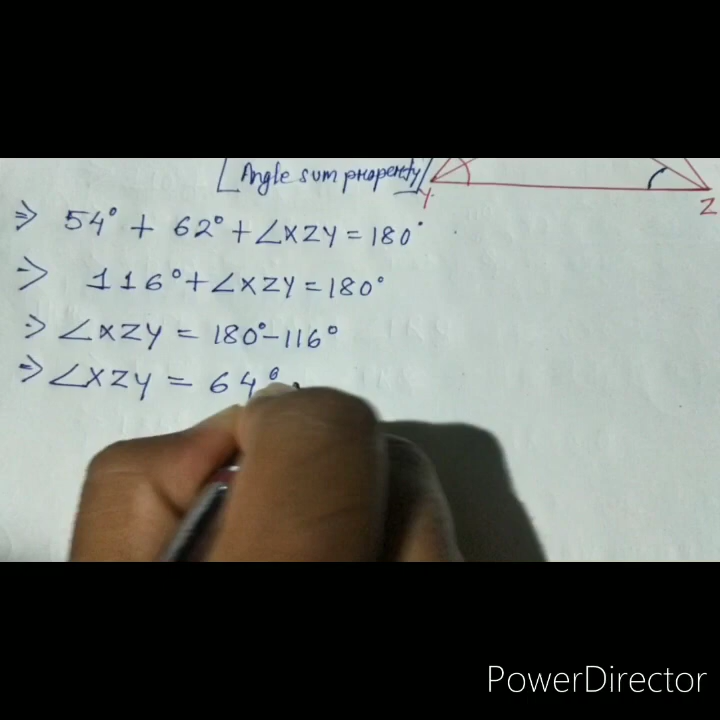 [Angle sum property]
Y
Z
⇒ 54° + 62° + ∠XZY = 180°
⇒ 116° + ∠XZY = 180°
⇒ ∠XZY = 180° - 116°
⇒ ∠XZY = 64°
PowerDirector